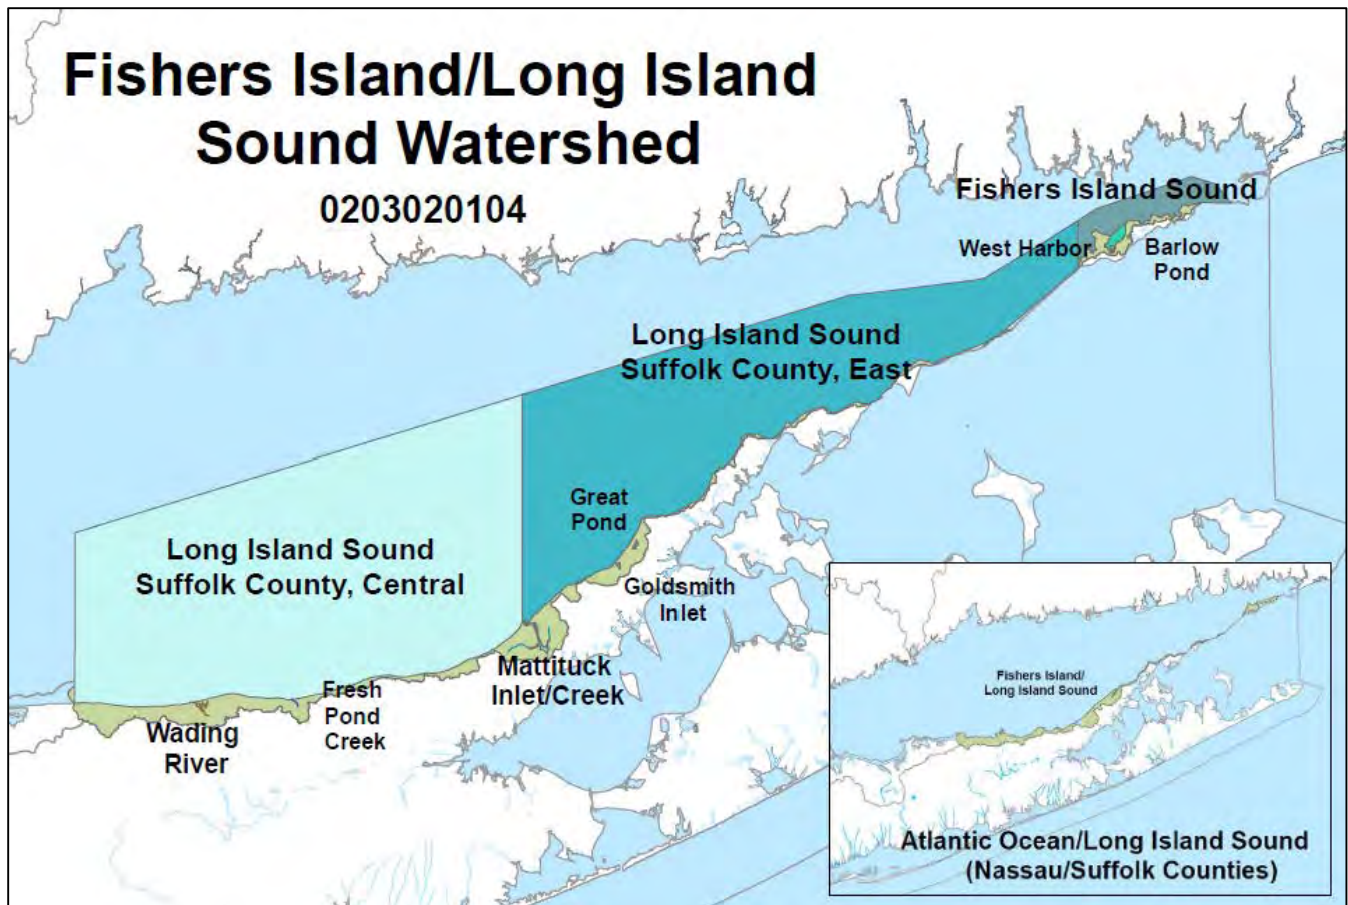 Fishers Island/Long Island
Sound Watershed
0203020104
Fishers Island Sound
West Harbor
Barlow
Pond
Long Island Sound
Suffolk County, East
Great
Pond
Long Island Sound
Suffolk County, Central
Goldsmith
Inlet
Mattituck
Inlet/Creek
Fresh
Pond
Creek
Wading
River
Fishers Island/
Long Island Sound
Atlantic Ocean/Long Island Sound
(Nassau/Suffolk Counties)